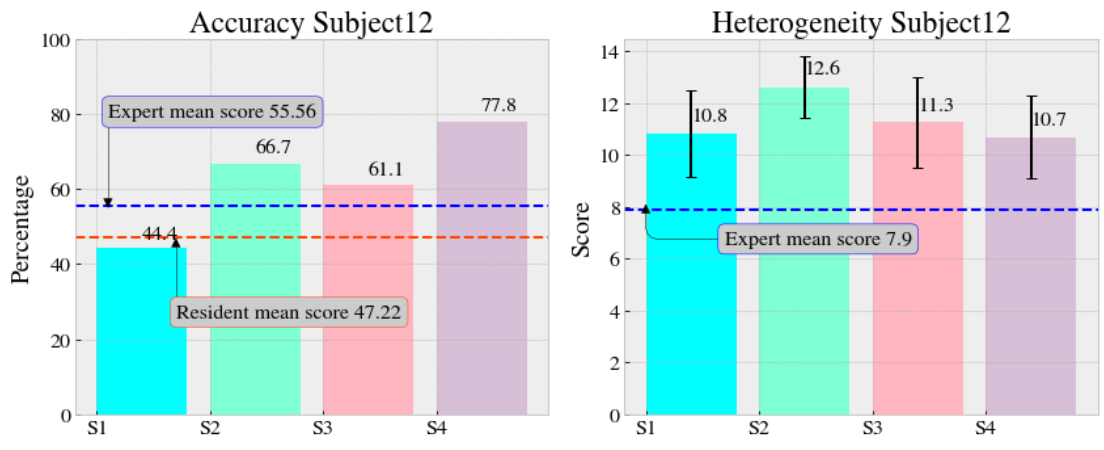 Accuracy Subject12
Percentage
100
80
60
40
20
0
Expert mean score 55.56
44.4
66.7
61.1
77.8
Resident mean score 47.22
S1 S2 S3 S4
Heterogeneity Subject12
Score
14
12
10
8
6
4
2
0
10.8
12.6
11.3
10.7
Expert mean score 7.9
S1 S2 S3 S4